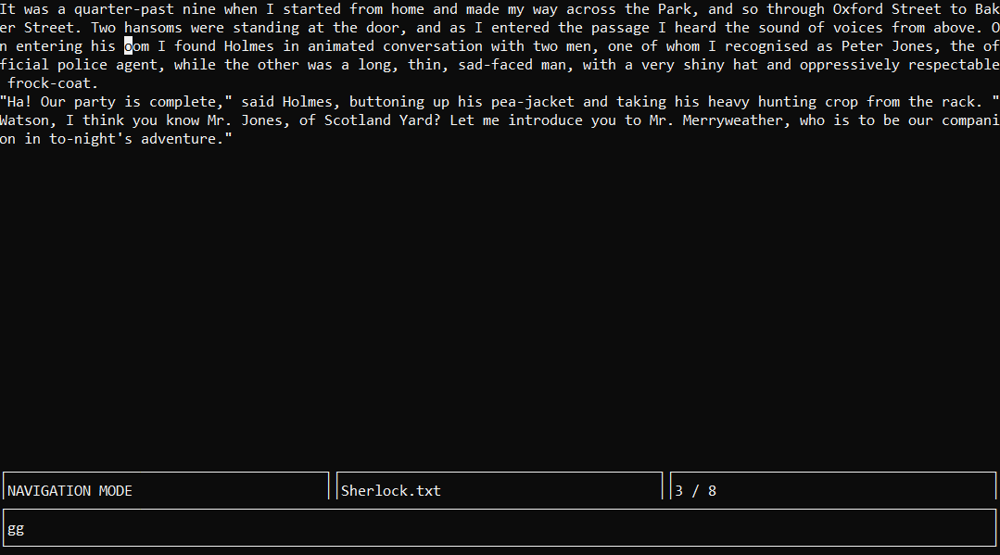 It was a quarter-past nine when I started from home and made my way across the Park, and so through Oxford Street to Bak
er Street. Two hansoms were standing at the door, and as I entered the passage I heard the sound of voices from above. O
n entering his oom I found Holmes in animated conversation with two men, one of whom I recognised as Peter Jones, the of
ficial police agent, while the other was a long, thin, sad-faced man, with a very shiny hat and oppressively respectable
 frock-coat.
"Ha! Our party is complete," said Holmes, buttoning up his pea-jacket and taking his heavy hunting crop from the rack. "
Watson, I think you know Mr. Jones, of Scotland Yard? Let me introduce you to Mr. Merryweather, who is to be our compani
on in to-night's adventure."
NAVIGATION MODE
Sherlock.txt
3 / 8
gg